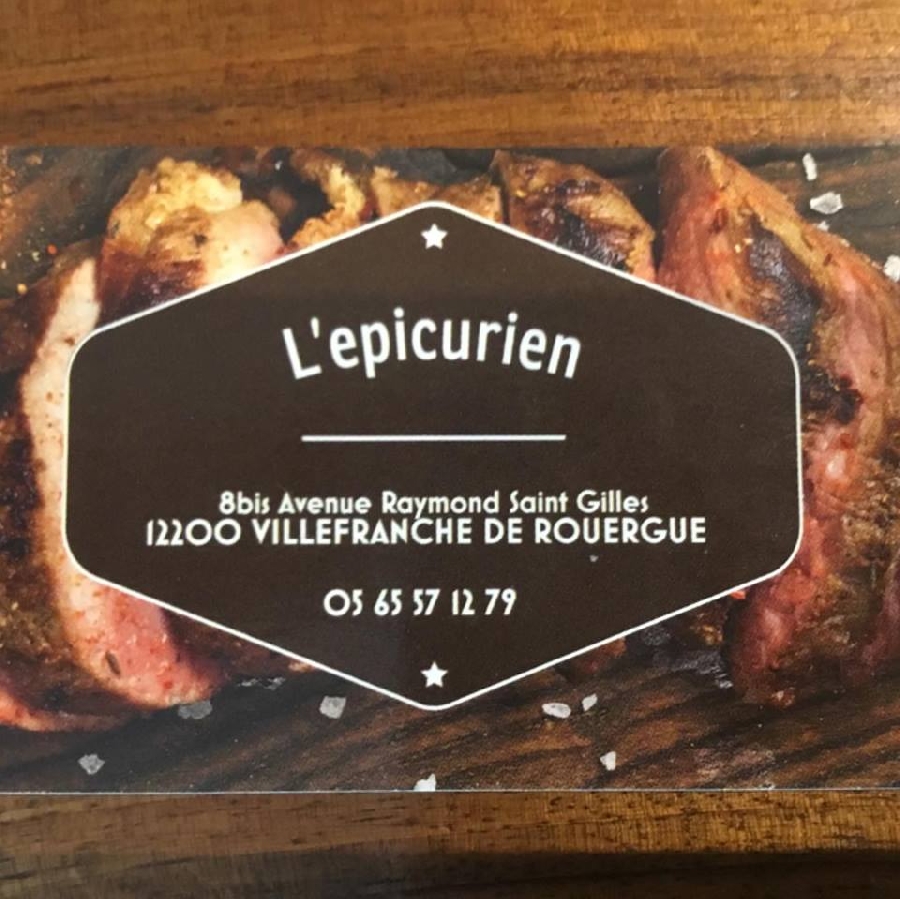 L'epicurien
8bis Avenue Raymond Saint Gilles
12200 VILLEFRANCHE DE ROUERGUE
05 65 57 12 79